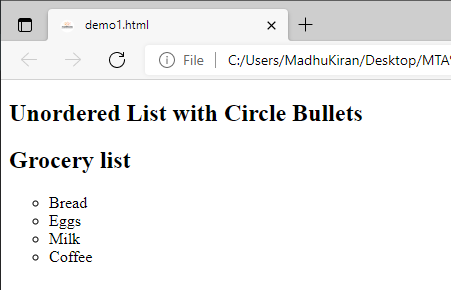 demo1.html
File
C:/Users/MadhuKiran/Desktop/MTA
Unordered List with Circle Bullets
Grocery list
Bread
Eggs
Milk
Coffee